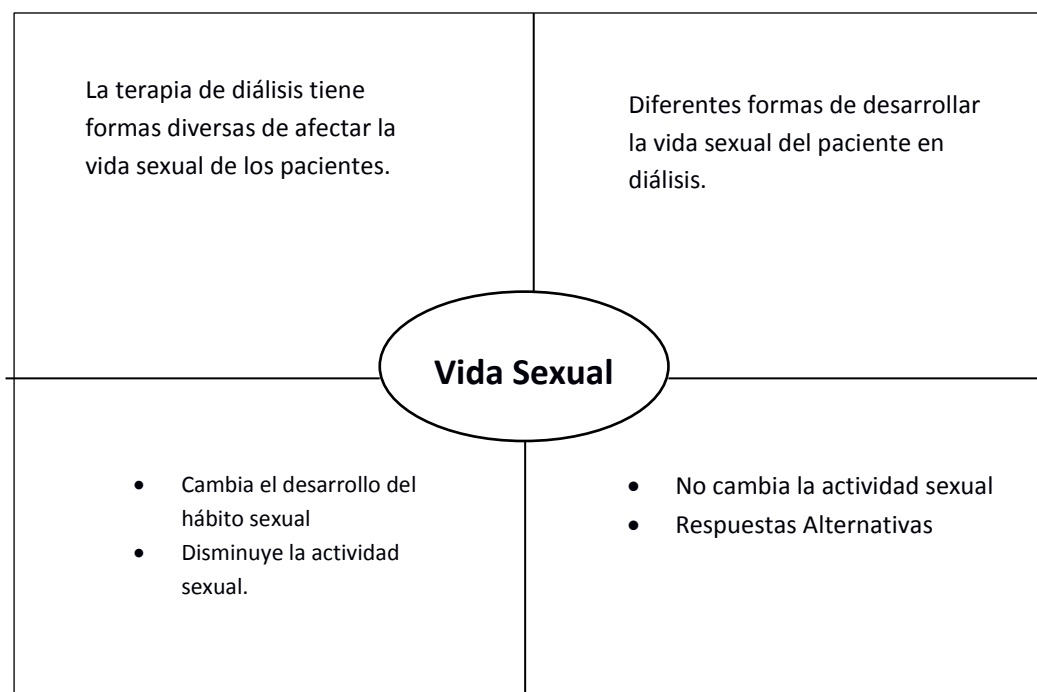 La terapia de diálisis tiene
formas diversas de afectar la
vida sexual de los pacientes.
Diferentes formas de desarrollar
la vida sexual del paciente en
diálisis.
Vida Sexual
• Cambia el desarrollo del
hábito sexual
• Disminuye la actividad
sexual.
• No cambia la actividad sexual
• Respuestas Alternativas